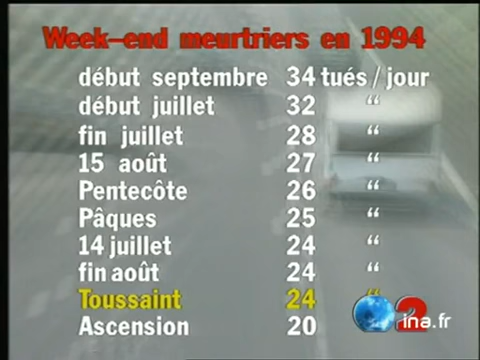 Week-end meurtriers en 1994
début septembre 34 tués / jour
début juillet 32 “
fin juillet 28 “
15 août 27 “
Pentecôte 26 “
Pâques 25 “
14 juillet 24 “
fin août 24 “
Toussaint 24 “
Ascension 20
2
ina.fr